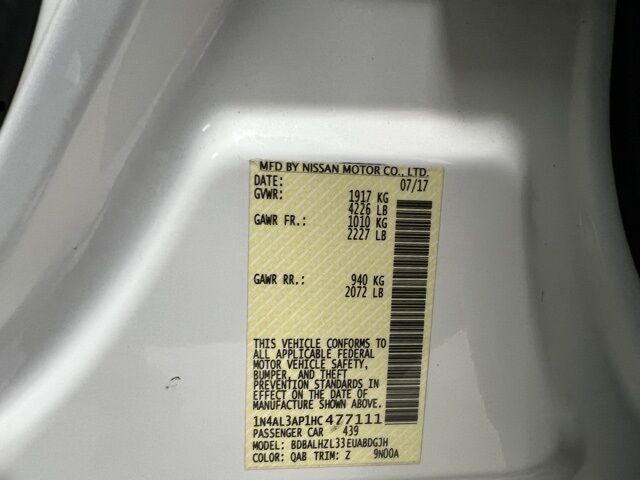 MFD BY NISSAN MOTOR CO., LTD.
DATE: 07/17
GVWR: 1917 KG
4226 LB
GAWR FR.: 1010 KG
2227 LB
GAWR RR.: 940 KG
2072 LB
THIS VEHICLE CONFORMS TO
ALL APPLICABLE FEDERAL
MOTOR VEHICLE SAFETY,
BUMPER, AND THEFT
PREVENTION STANDARDS IN
EFFECT ON THE DATE OF
MANUFACTURE SHOWN ABOVE.
1N4AL3AP1HC477111
PASSENGER CAR 439
MODEL: BDBALHZL33EUABDGJH
COLOR: QAB TRIM: Z 9N00A